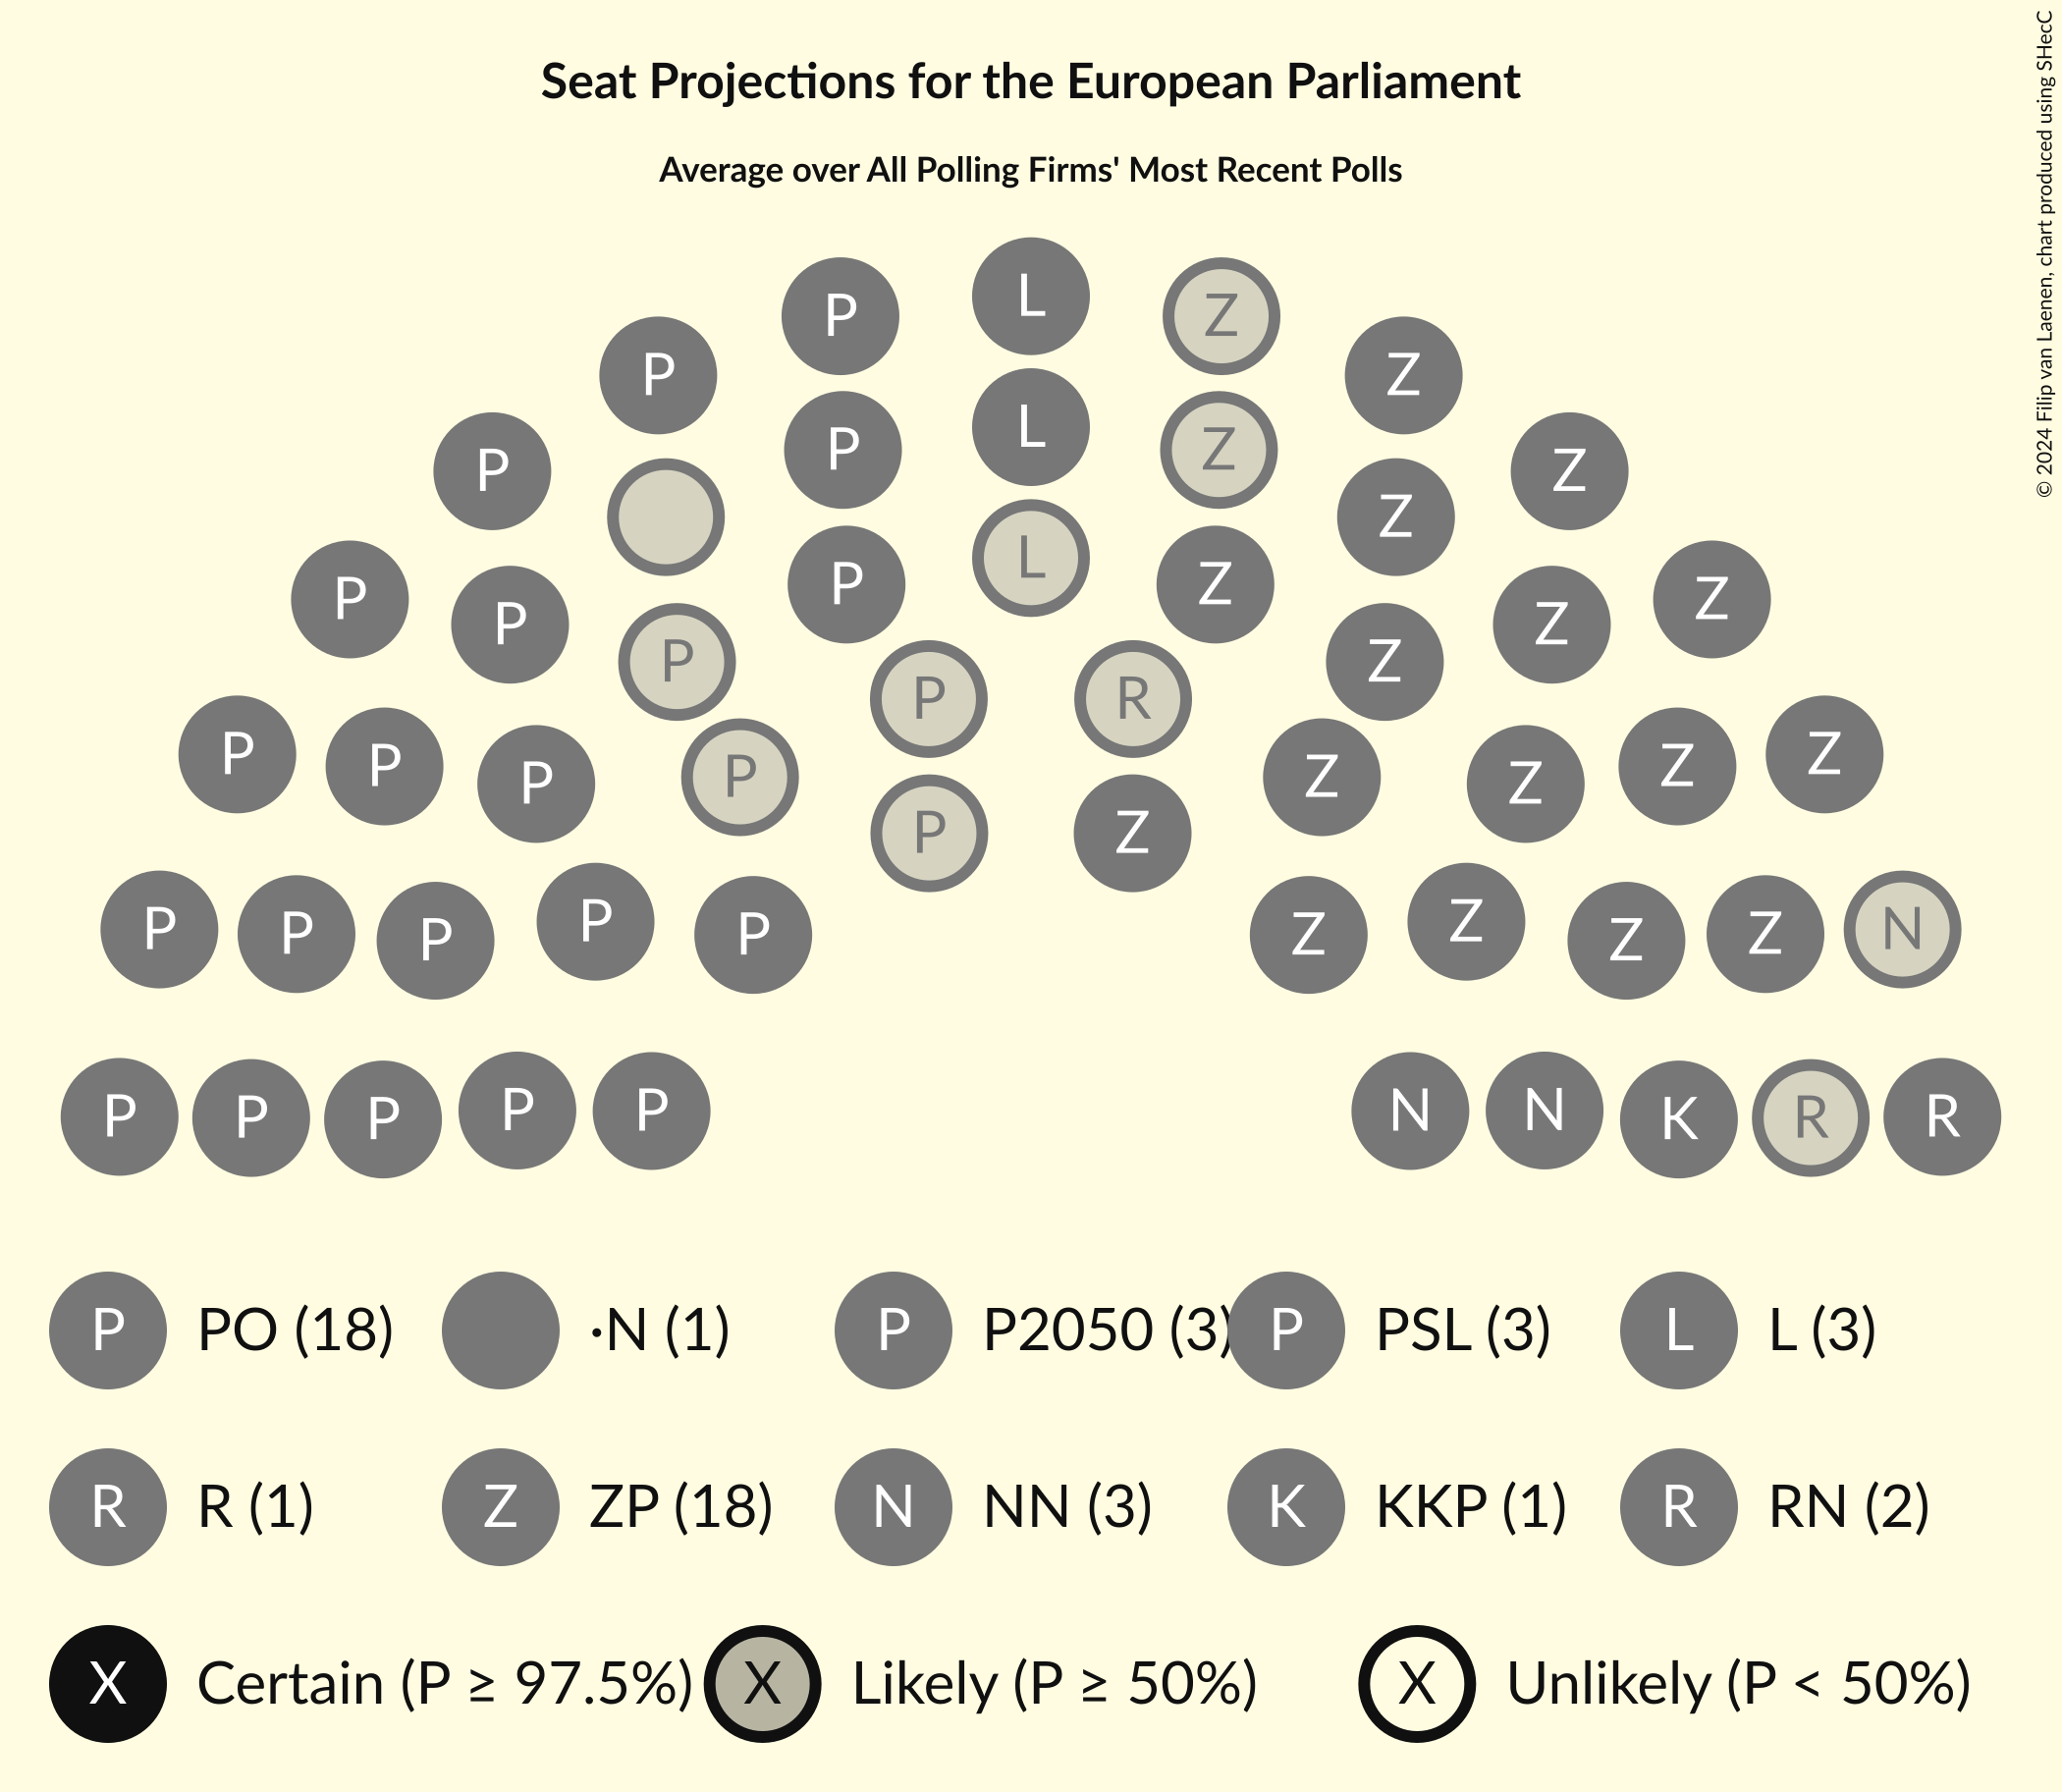 Seat Projections for the European Parliament
Average over All Polling Firms' Most Recent Polls
© 2024 Filip van Laenen, chart produced using SHecC
L
P Z
P Z
L
P Z
P Z
Z
L
P Z
P Z
P Z
P Z
P R
P Z
P P Z Z
P Z
P Z
P Z
P P P Z Z N
P P Z Z
P P P P P N N K R R
P PO (18) ·N (1) P P2050 (3) P PSL (3) L L (3)
R R (1) Z ZP (18) N NN (3) K KKP (1) R RN (2)
X Certain (P ≥ 97.5%) X Likely (P ≥ 50%) X Unlikely (P < 50%)